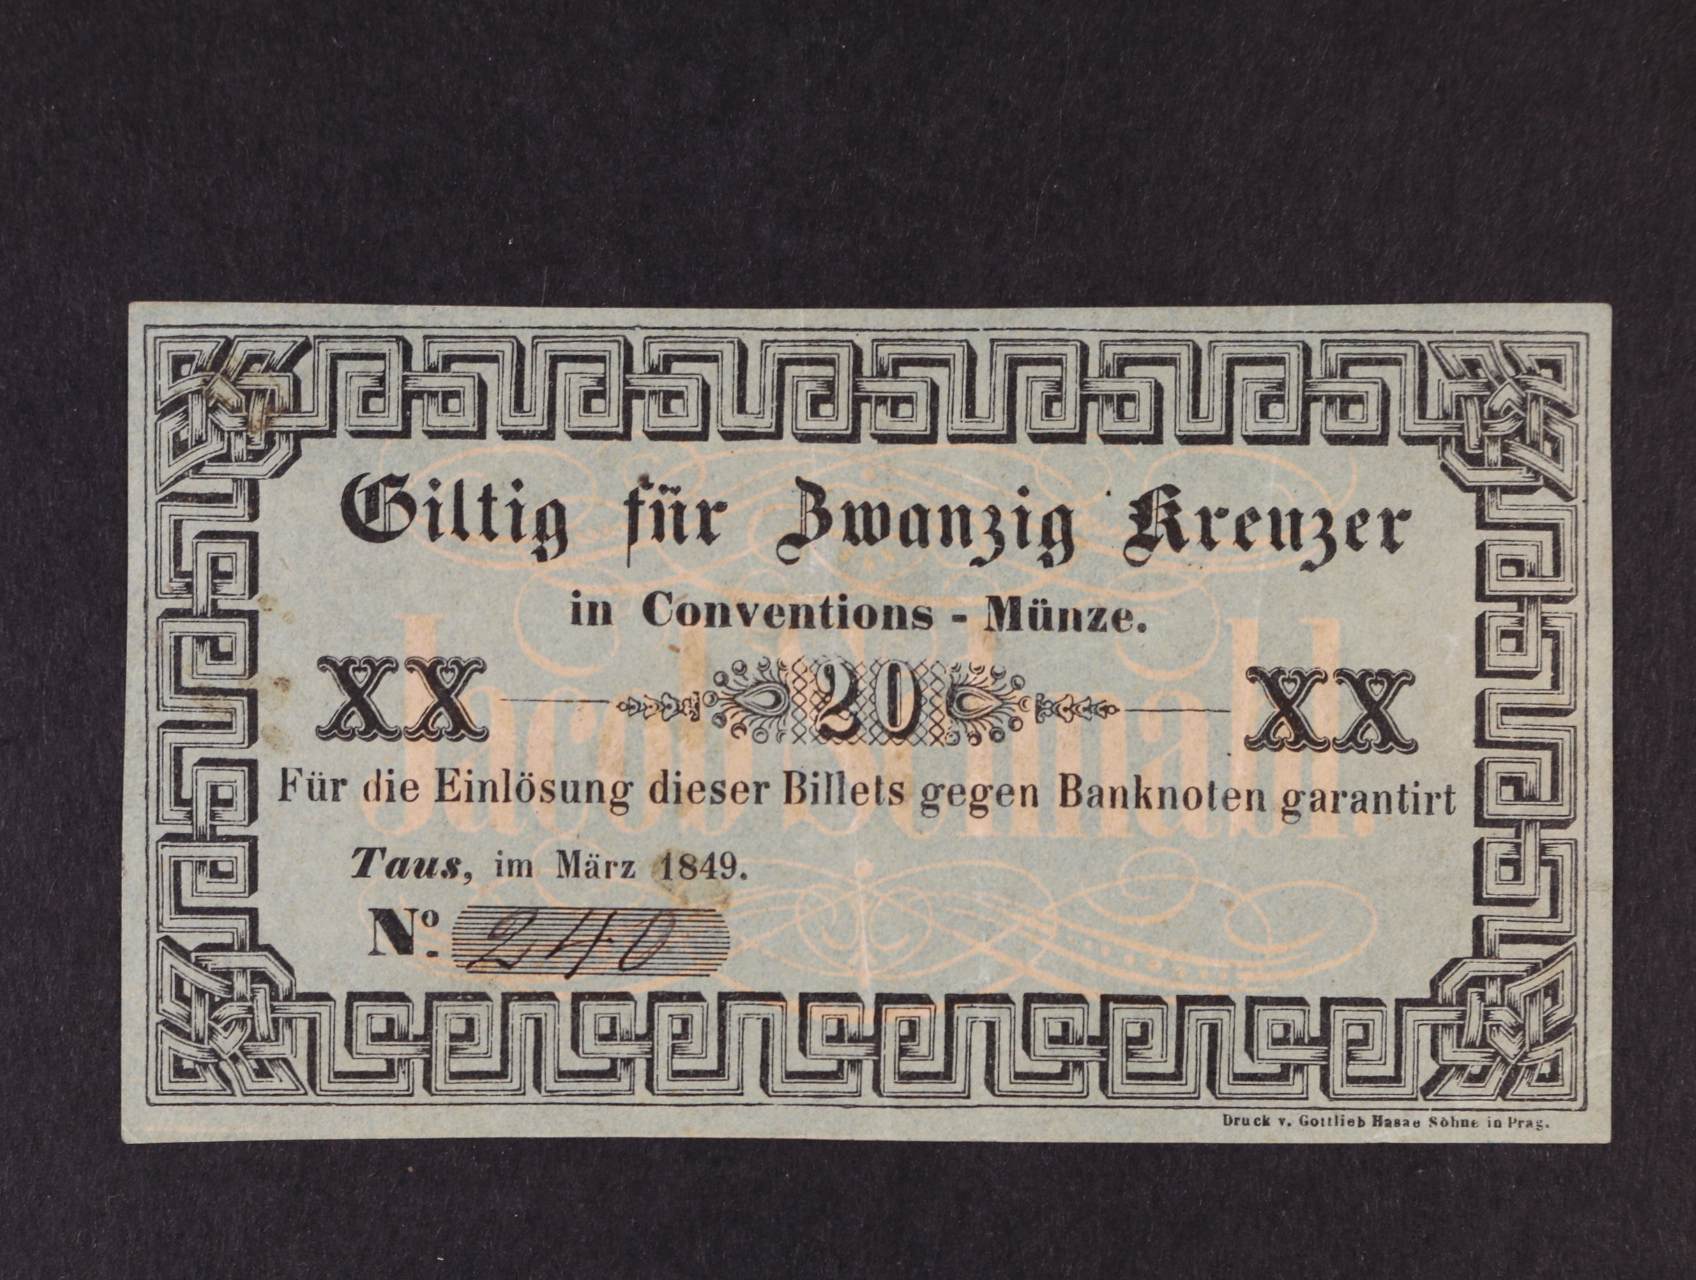 Giltig für Zwanzig Kreuzer
in Conventions - Münze.
XX 20 XX
Jacob Schnabl.
Für die Einlösung dieser Billets gegen Banknoten garantirt
Taus, im März 1849.
No. 240
Druck v. Gottlieb Haase Söhne in Prag.